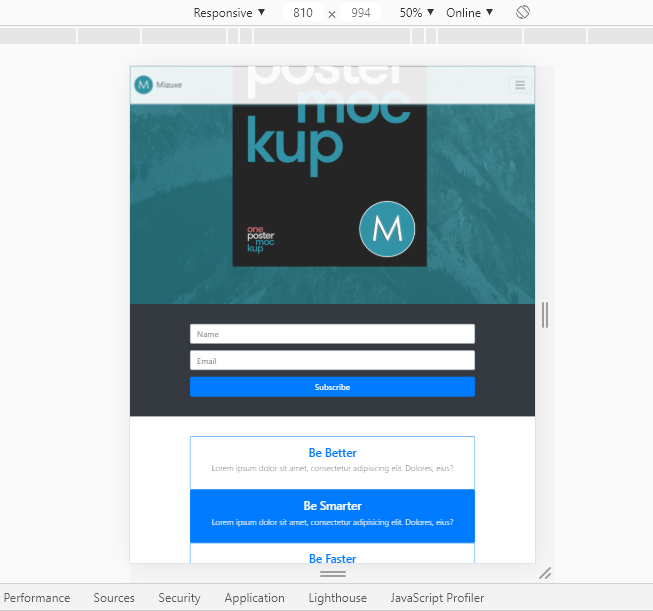 Responsive ▼ 810 × 994 50% ▼ Online ▼
M Mizuxe
poster
moc
kup
M
one
poster
moc
kup
Name
Email
Subscribe
Be Better
Lorem ipsum dolor sit amet, consectetur adipisicing elit. Dolores, eius?
Be Smarter
Lorem ipsum dolor sit amet, consectetur adipisicing elit. Dolores, eius?
Be Faster
Performance Sources Security Application Lighthouse JavaScript Profiler